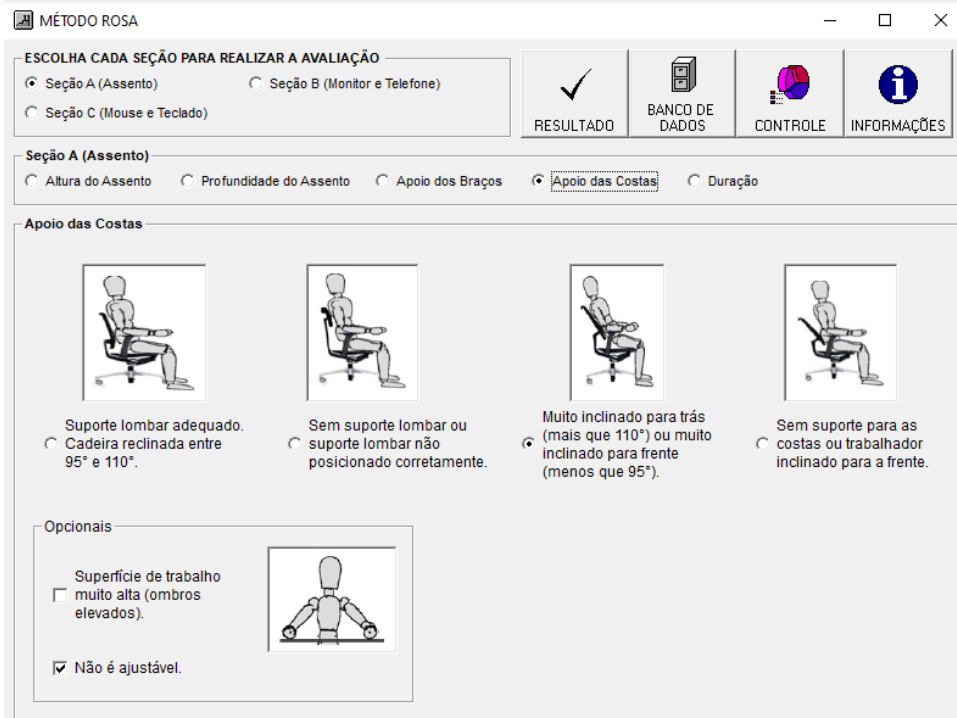 MÉTODO ROSA
ESCOLHA CADA SEÇÃO PARA REALIZAR A AVALIAÇÃO
Seção A (Assento)
Seção B (Monitor e Telefone)
Seção C (Mouse e Teclado)
RESULTADO
BANCO DE
DADOS
CONTROLE
INFORMAÇÕES
Seção A (Assento)
Altura do Assento
Profundidade do Assento
Apoio dos Braços
Apoio das Costas
Duração
Apoio das Costas
Suporte lombar adequado.
Cadeira reclinada entre
95° e 110°.
Sem suporte lombar ou
suporte lombar não
posicionado corretamente.
Muito inclinado para trás
(mais que 110°) ou muito
inclinado para frente
(menos que 95°).
Sem suporte para as
costas ou trabalhador
inclinado para a frente.
Opcionais
Superfície de trabalho
muito alta (ombros
elevados).
Não é ajustável.